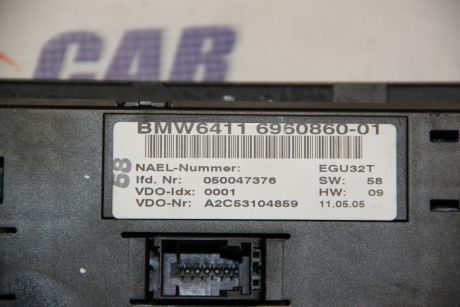 CAR
BMW6411 6960860-01
NAEL-Nummer: EGU32T
lfd. Nr: 050047376 SW: 58
VDO-Idx: 0001 HW: 09
VDO-Nr: A2C53104859 11.05.05
58